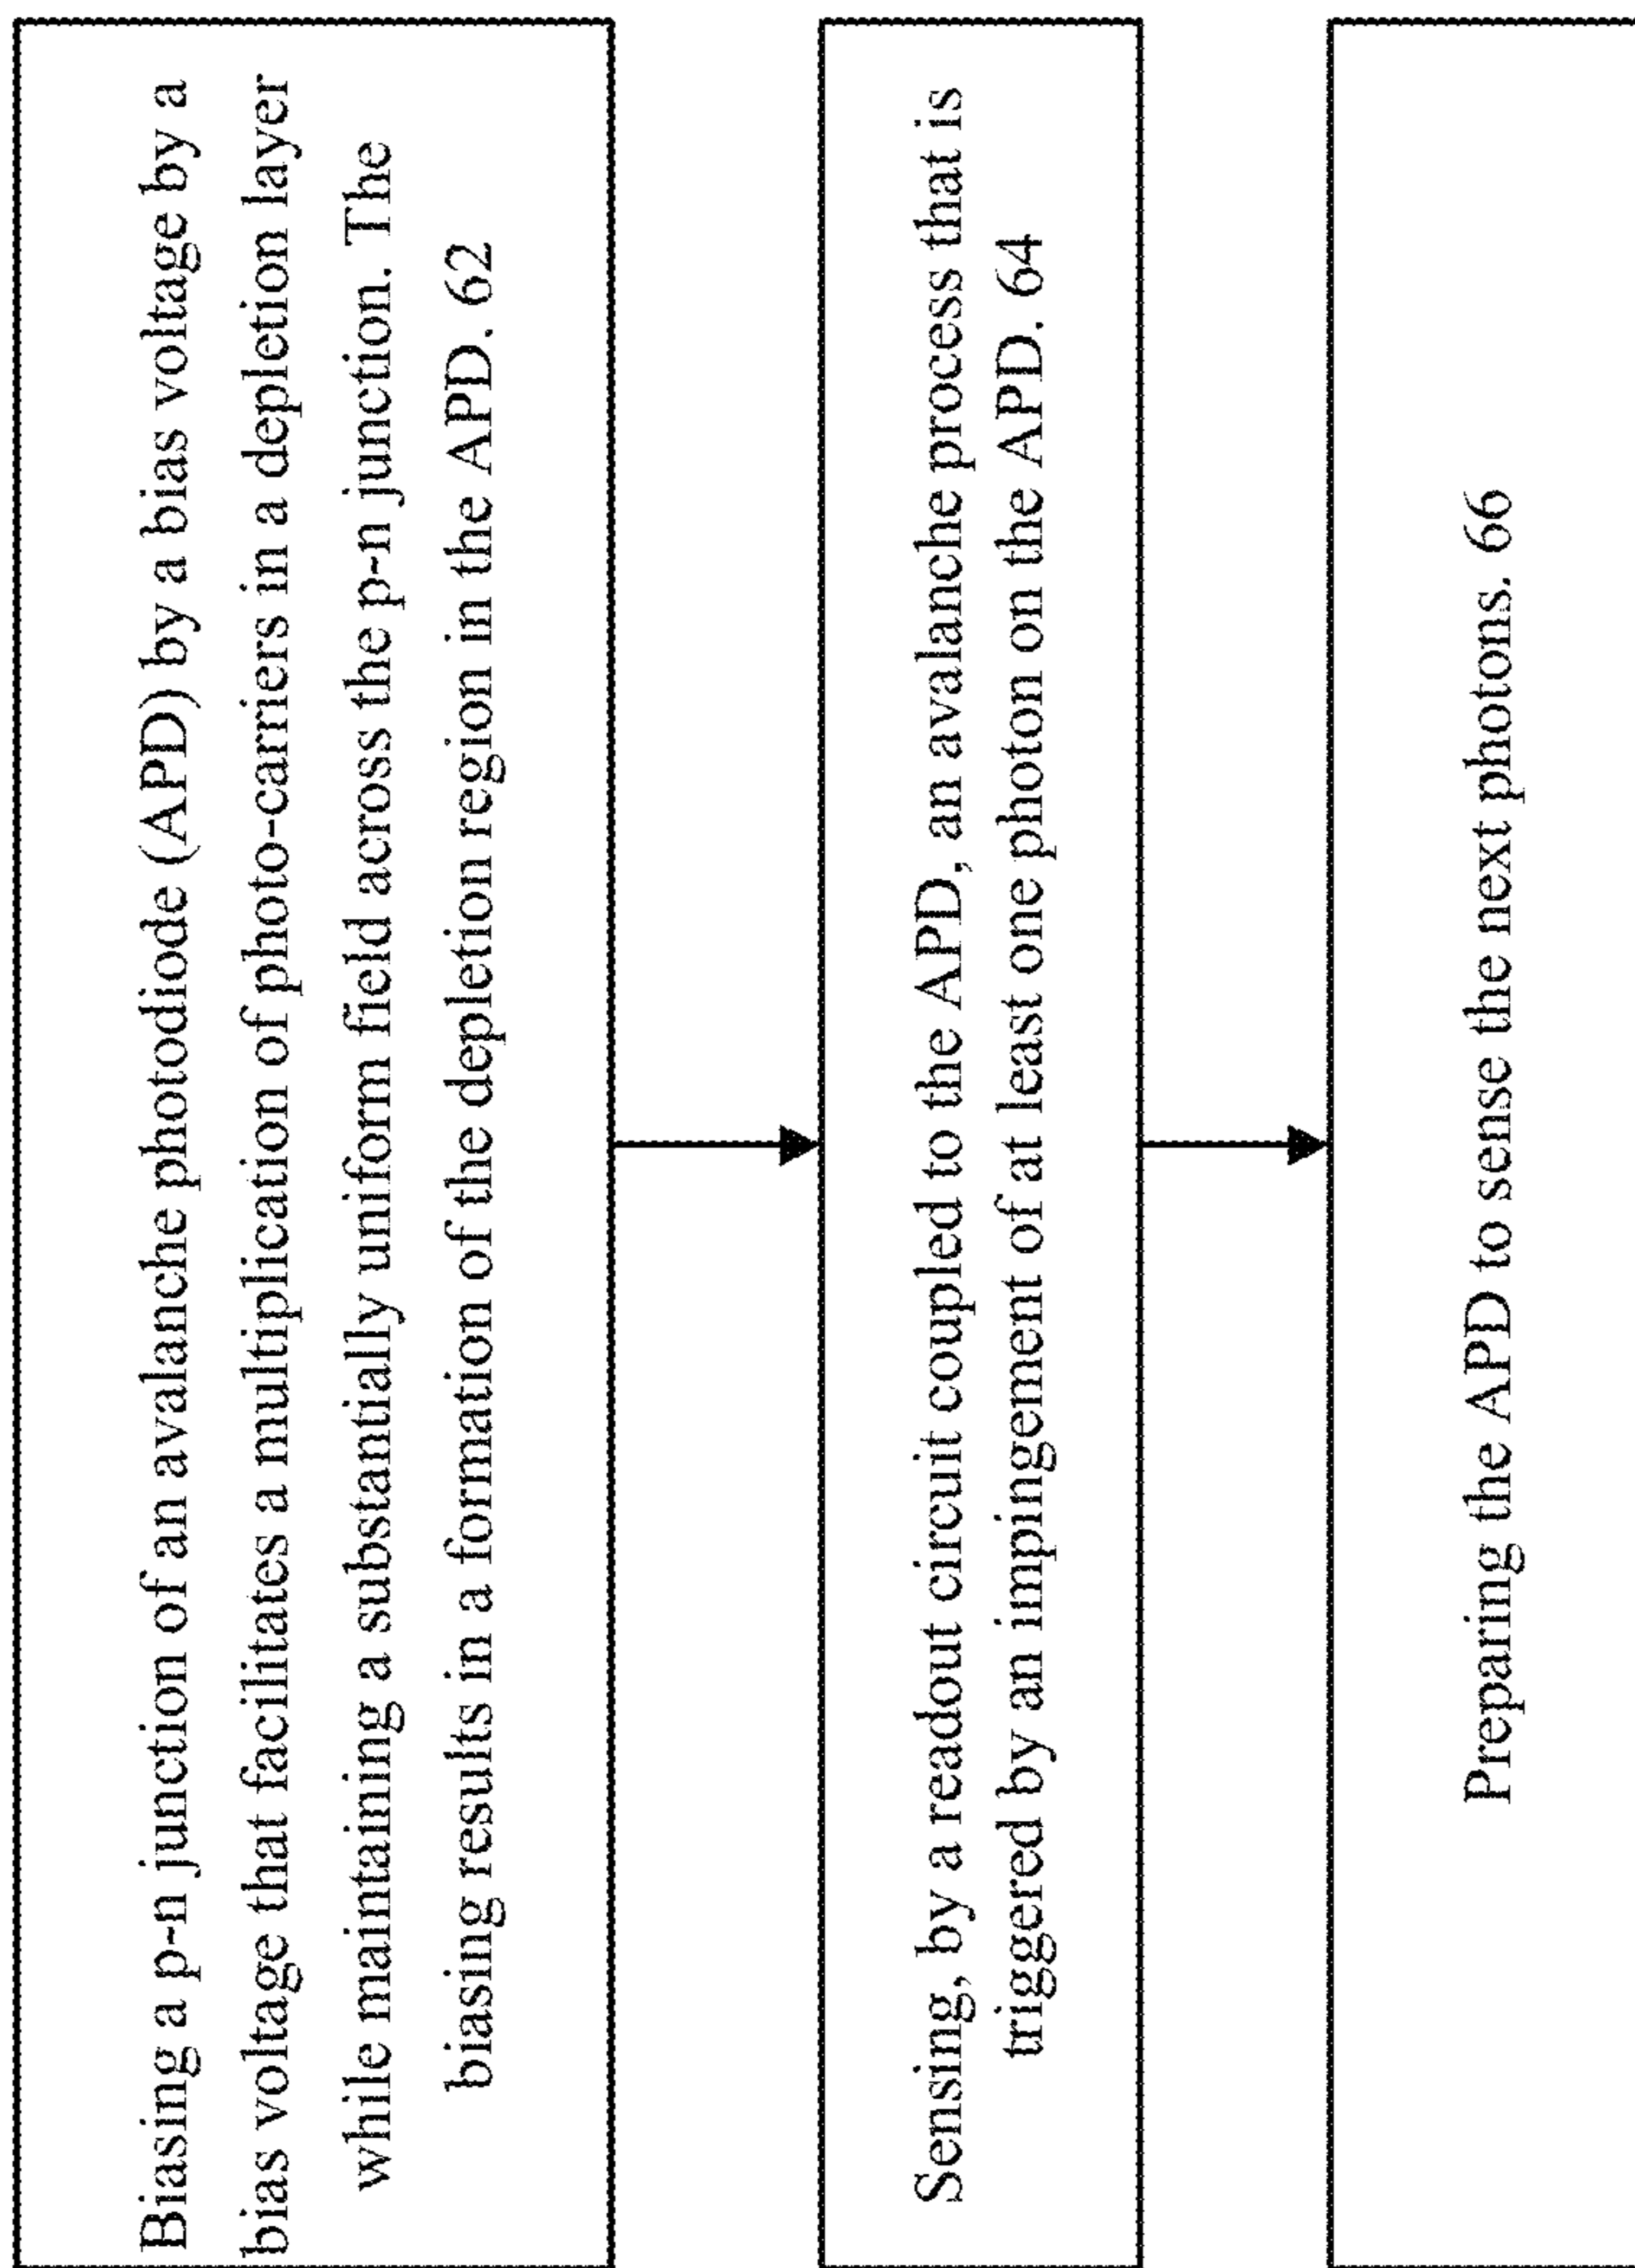 Biasing a p-n junction of an avalanche photodiode (APD) by a bias voltage by a
bias voltage that facilitates a multiplication of photo-carriers in a depletion layer
while maintaining a substantially uniform field across the p-n junction. The
biasing results in a formation of the depletion region in the APD. 62
Sensing, by a readout circuit coupled to the APD, an avalanche process that is
triggered by an impingement of at least one photon on the APD. 64
Preparing the APD to sense the next photons. 66